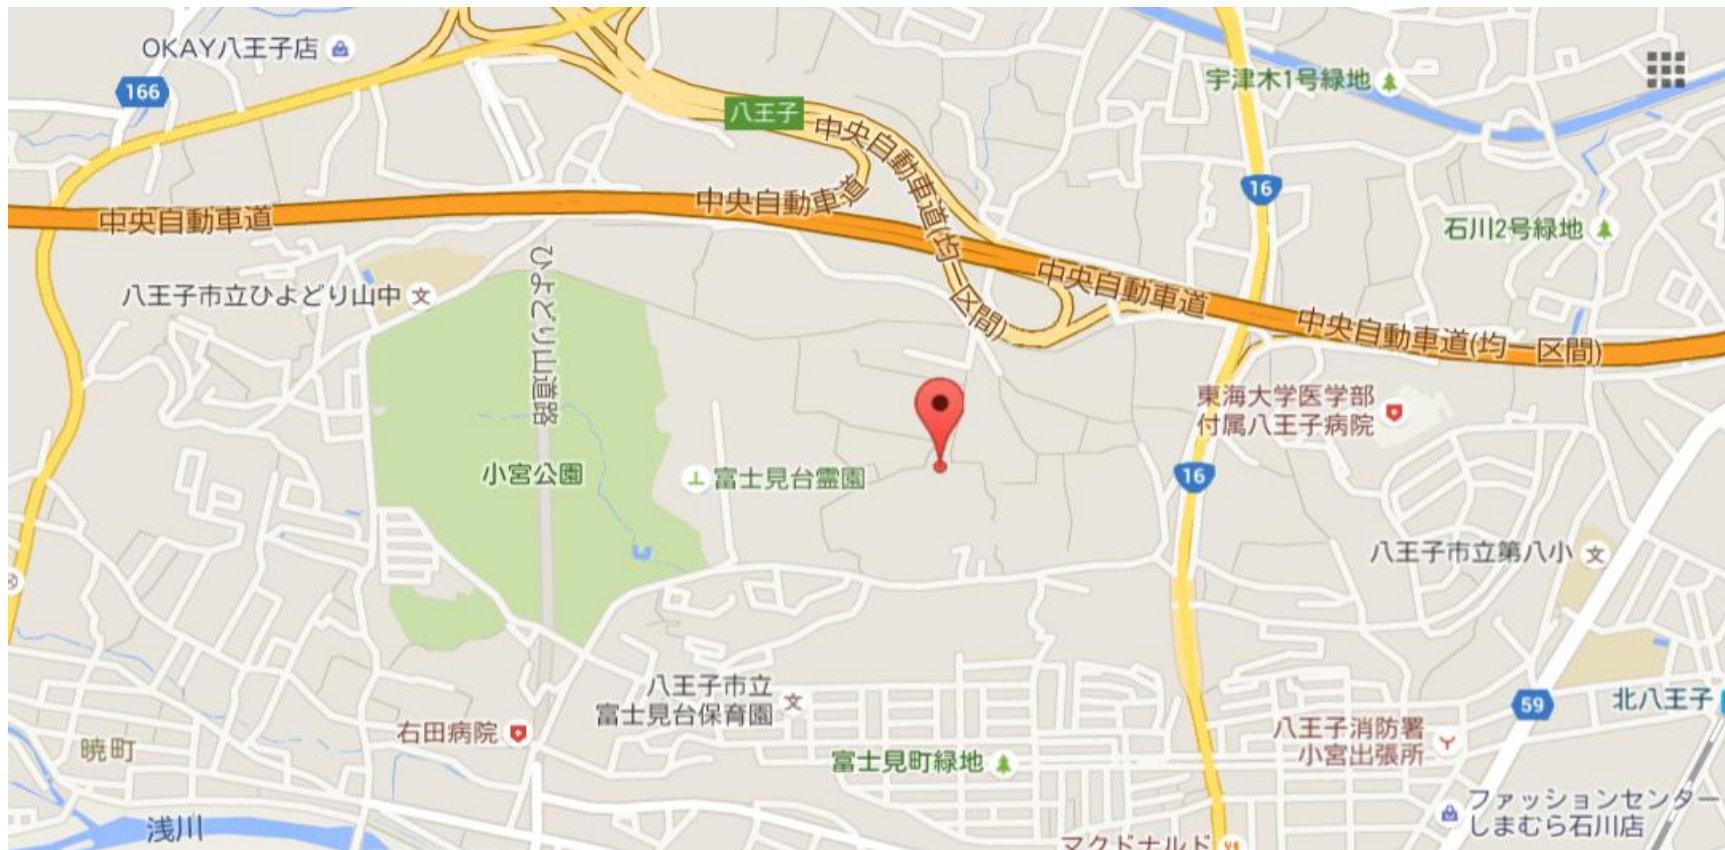 OKAY八王子店
166
八王子
宇津木1号緑地
中央自動車道(均一区間)
中央自動車道
中央自動車道
16
石川2号緑地
中央自動車道
中央自動車道(均一区間)
八王子市立ひよどり山中
ひよどり山道路
東海大学医学部
付属八王子病院
小宮公園
富士見台霊園
16
八王子市立第八小
八王子市立
富士見台保育園
59
北八王子
右田病院
八王子消防署
小宮出張所
暁町
富士見町緑地
ファッションセンター
しまむら石川店
浅川
マクドナルド